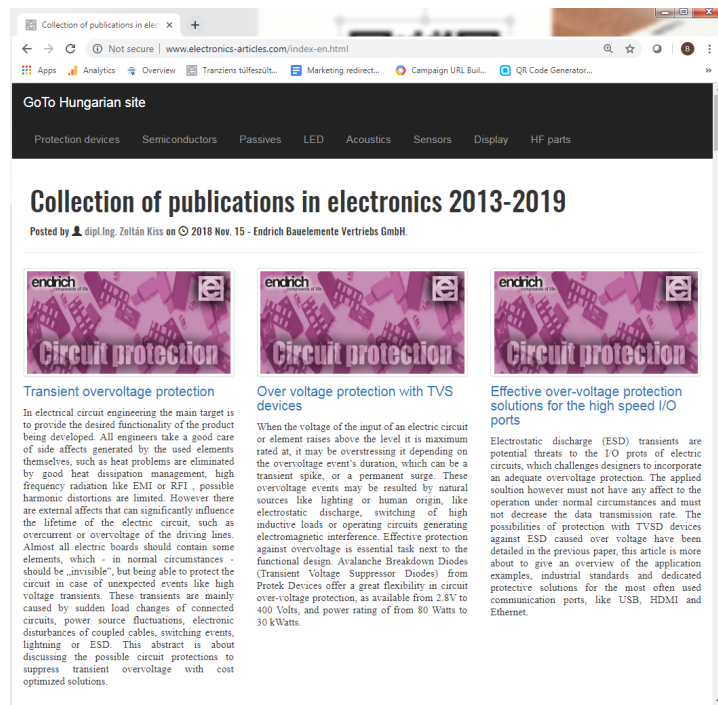 Collection of publications in elec
Not secure | www.electronics-articles.com/index-en.html
B
Apps Analytics Overview Tranziens túlfeszült... Marketing redirect... Campaign URL Buil... QR Code Generator... »
GoTo Hungarian site
Protection devices Semiconductors Passives LED Acoustics Sensors Display HF parts
Collection of publications in electronics 2013-2019
Posted by dipl.Ing. Zoltán Kiss on 2018 Nov. 15 - Endrich Bauelemente Vertriebs GmbH.
endrich
components of life
e
Circuit protection
Transient overvoltage protection
In electrical circuit engineering the main target is
to provide the desired functionality of the product
being developed. All engineers take a good care
of side affects generated by the used elements
themselves, such as heat problems are eliminated
by good heat dissipation management, high
frequency radiation like EMI or RFI , possible
harmonic distortions are limited. However there
are external affects that can significantly influence
the lifetime of the electric circuit, such as
overcurrent or overvoltage of the driving lines.
Almost all electric boards should contain some
elements, which - in normal circumstances -
should be „invisible", but being able to protect the
circuit in case of unexpected events like high
voltage transients. These transients are mainly
caused by sudden load changes of connected
circuits, power source fluctuations, electronic
disturbances of coupled cables, switching events,
lightning or ESD. This abstract is about
discussing the possible circuit protections to
suppress transient overvoltage with cost
optimized solutions.
endrich
components of life
e
Circuit protection
Over voltage protection with TVS
devices
When the voltage of the input of an electric circuit
or element raises above the level it is maximum
rated at, it may be overstressing it depending on
the overvoltage event's duration, which can be a
transient spike, or a permanent surge. These
overvoltage events may be resulted by natural
sources like lighting or human origin, like
electrostatic discharge, switching of high
inductive loads or operating circuits generating
electromagnetic interference. Effective protection
against overvoltage is essential task next to the
functional design. Avalanche Breakdown Diodes
(Transient Voltage Suppressor Diodes) from
Protek Devices offer a great flexibility in circuit
over-voltage protection, as available from 2.8V to
400 Volts, and power rating of from 80 Watts to
30 kWatts.
endrich
components of life
e
Circuit protection
Effective over-voltage protection
solutions for the high speed I/O
ports
Electrostatic discharge (ESD) transients are
potential threats to the I/O prots of electric
circuits, which challenges designers to incorporate
an adequate overvoltage protection. The applied
soultion however must not have any affect to the
operation under normal circumstances and must
not decrease the data transmission rate. The
possibilities of protection with TVSD devices
against ESD caused over voltage have been
detailed in the previous paper, this article is more
about to give an overview of the application
examples, industrial standards and dedicated
protective solutions for the most often used
communication ports, like USB, HDMI and
Ethernet.